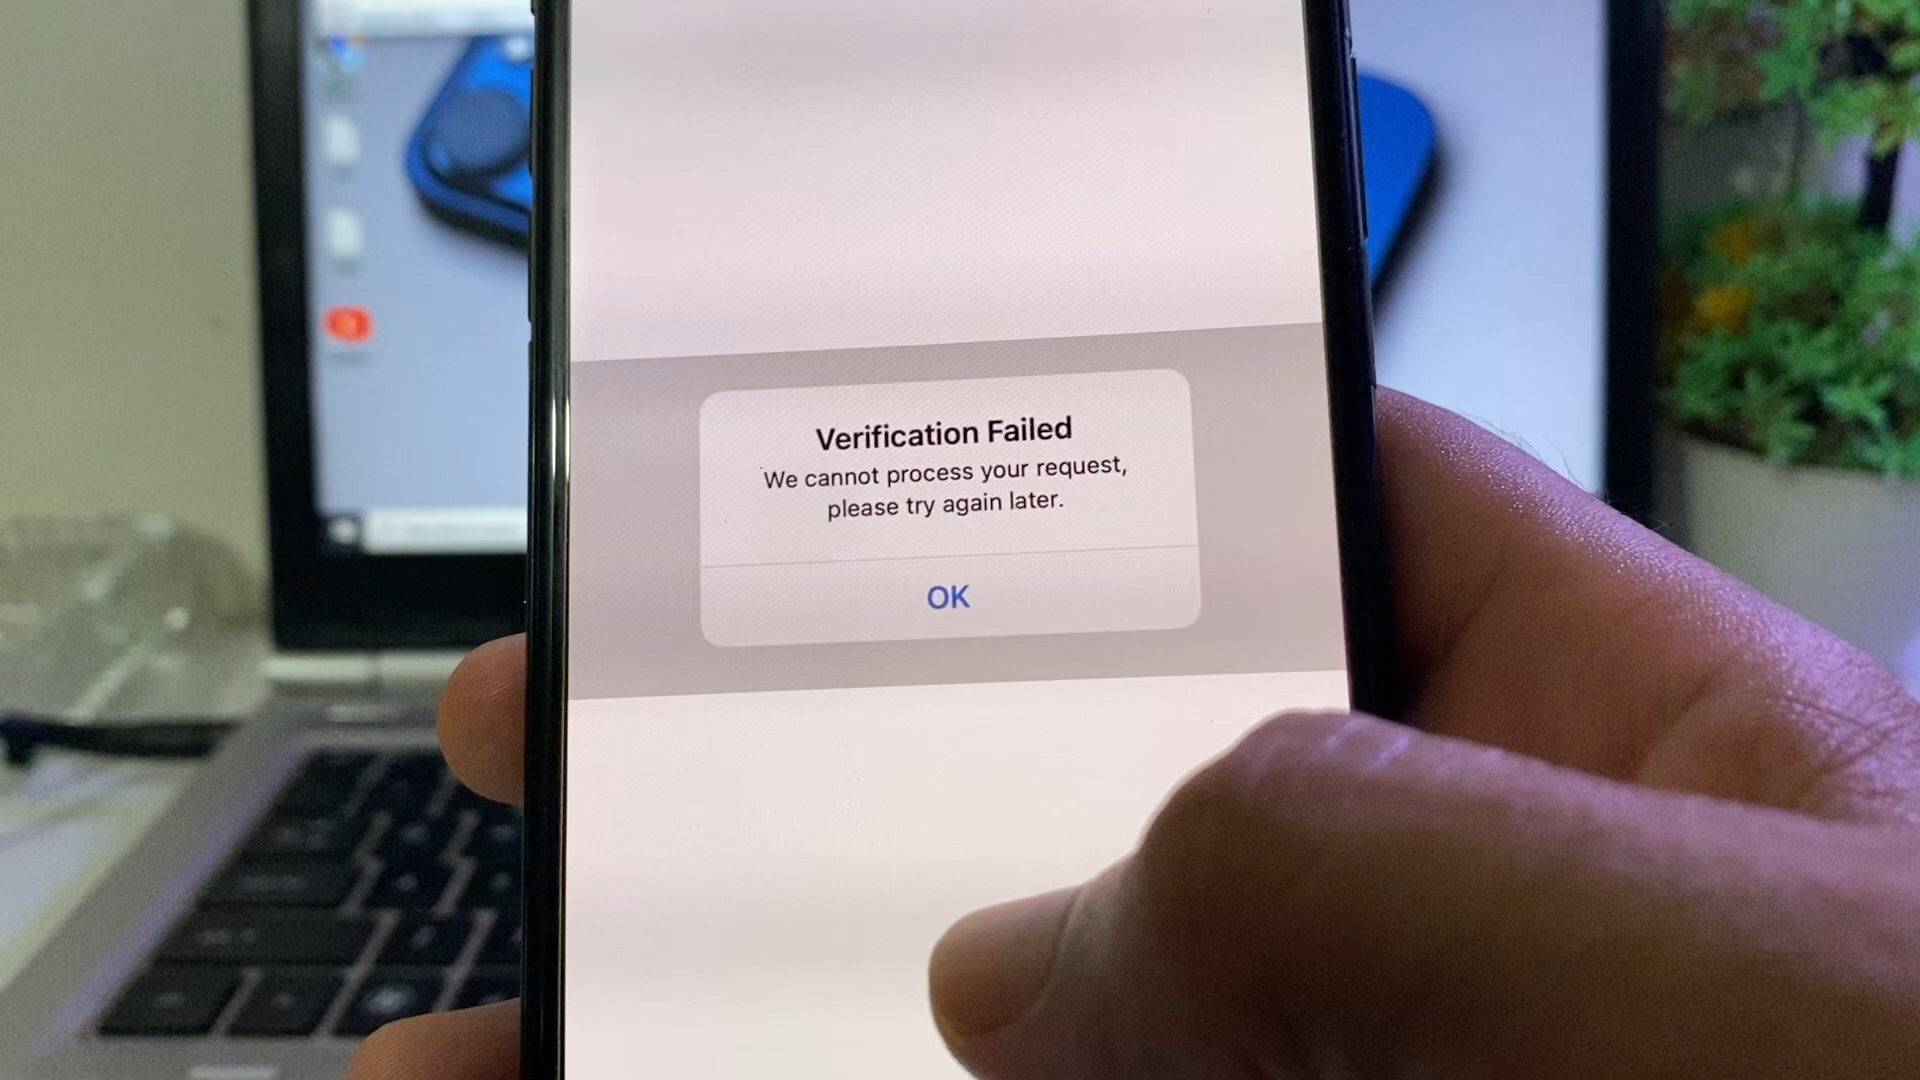 Verification Failed
We cannot process your request,
please try again later.
OK